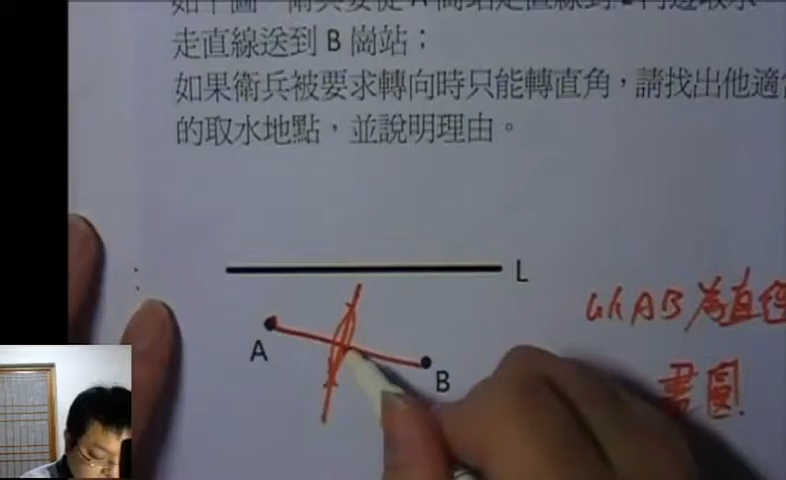 走直線送到 B 崗站；
如果衛兵被要求轉向時只能轉直角，請找出他適
的取水地點，並說明理由。
L
A
B
以 AB 為直徑
畫圓